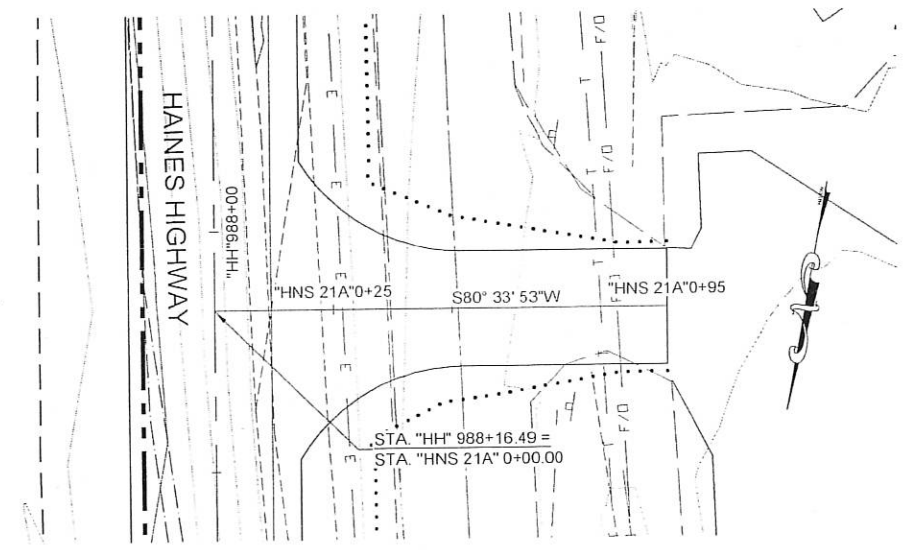 HAINES HIGHWAY
"HH"988+00
E
E
E
E
E
E
T
T
T
T
F/O
F/O
F/O
F/O
"HNS 21A"0+25
S80° 33' 53"W
"HNS 21A"0+95
STA. "HH" 988+16.49 =
STA. "HNS 21A" 0+00.00